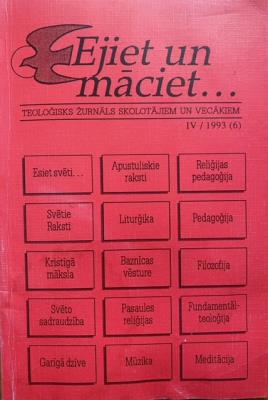 Ejiet un
māciet...
TEOLOĢISKS ŽURNĀLS SKOLOTĀJIEM UN VECĀKIEM
IV / 1993 (6)
Esiet svēti...
Apustuliskie
raksti
Reliģijas
pedagoģija
Svētie
Raksti
Liturģika
Pedagoģija
Kristīgā
māksla
Baznīcas
vēsture
Filozofija
Svēto
sadraudzība
Pasaules
reliģijas
Fundamentāl-
teoloģija
Garīgā dzīve
Mūzika
Meditācija